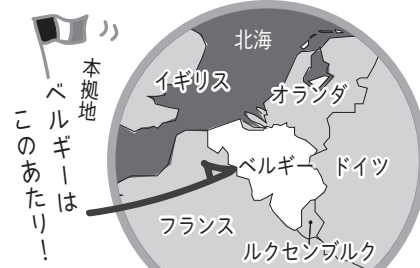 本拠地
ベルギーは
このあたり！
北海
イギリス
オランダ
ベルギー
ドイツ
フランス
ルクセンブルク